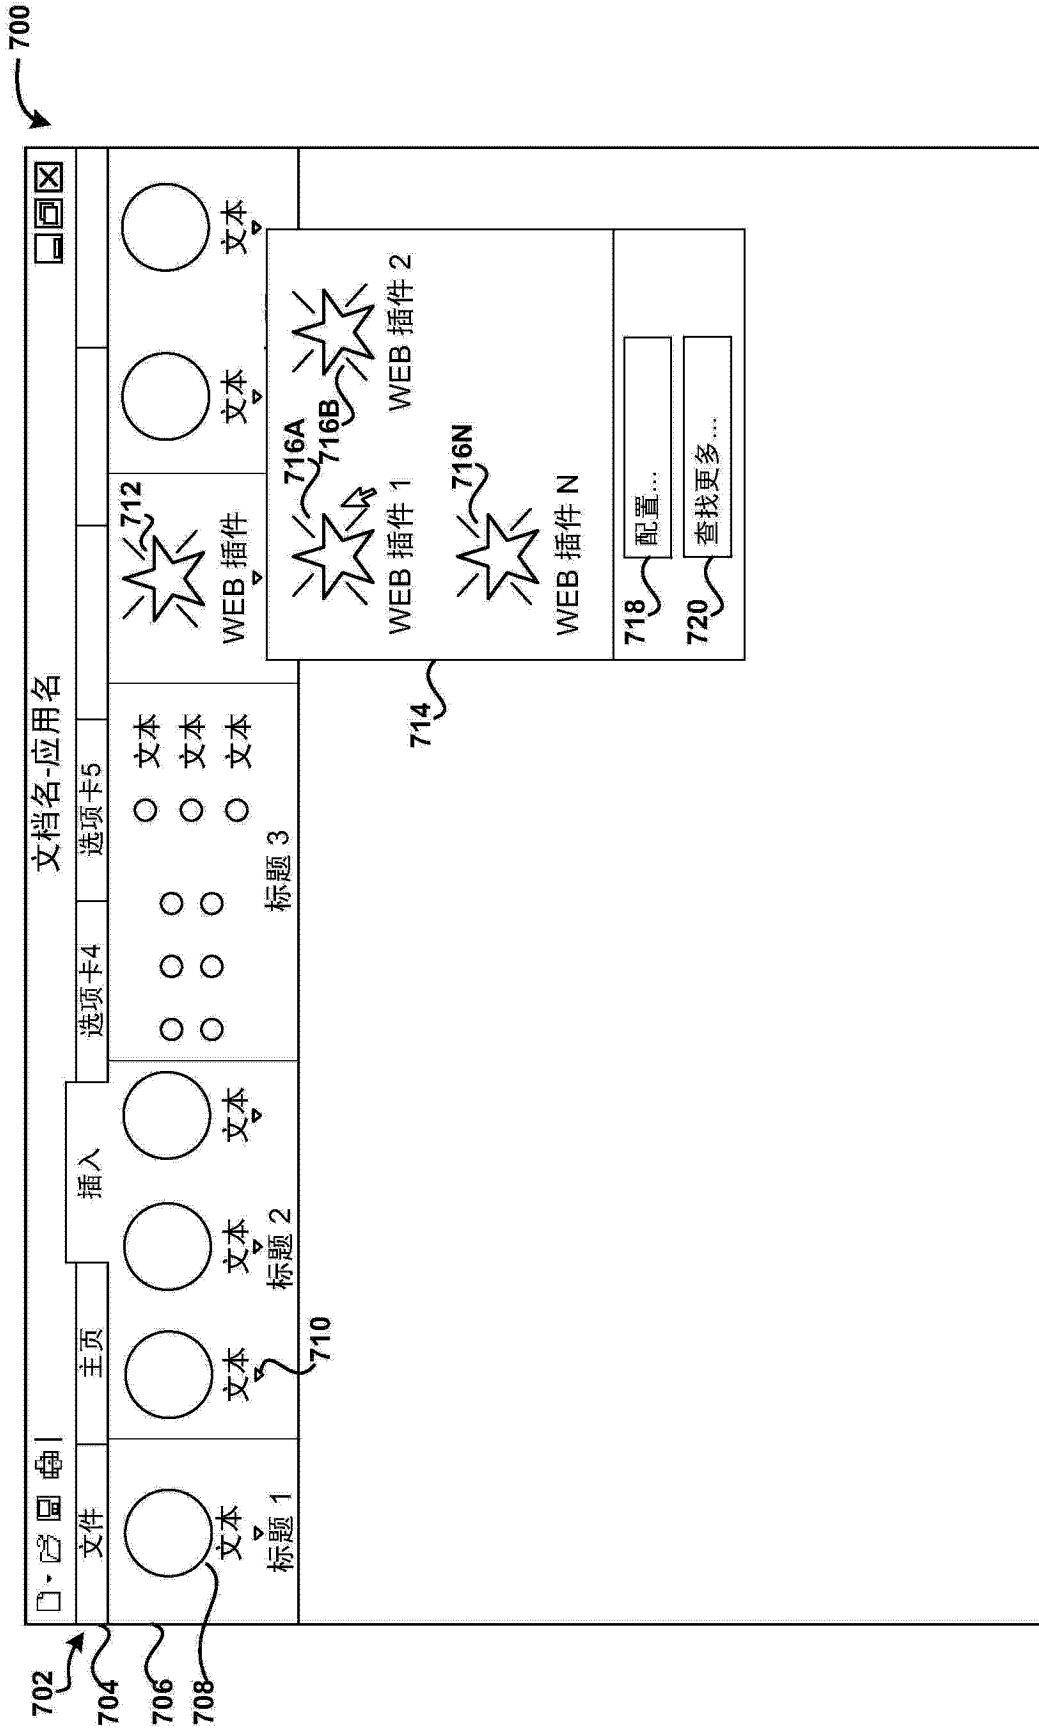 700
文档名-应用名
702
704
文件
主页
插入
选项卡4
选项卡5
706
708
文本
标题 1
文本
文本
文本
710
标题 2
文本
文本
文本
标题 3
712
WEB 插件
文本
文本
714
716A
WEB 插件 1
716B
WEB 插件 2
716N
WEB 插件 N
718
配置...
720
查找更多...